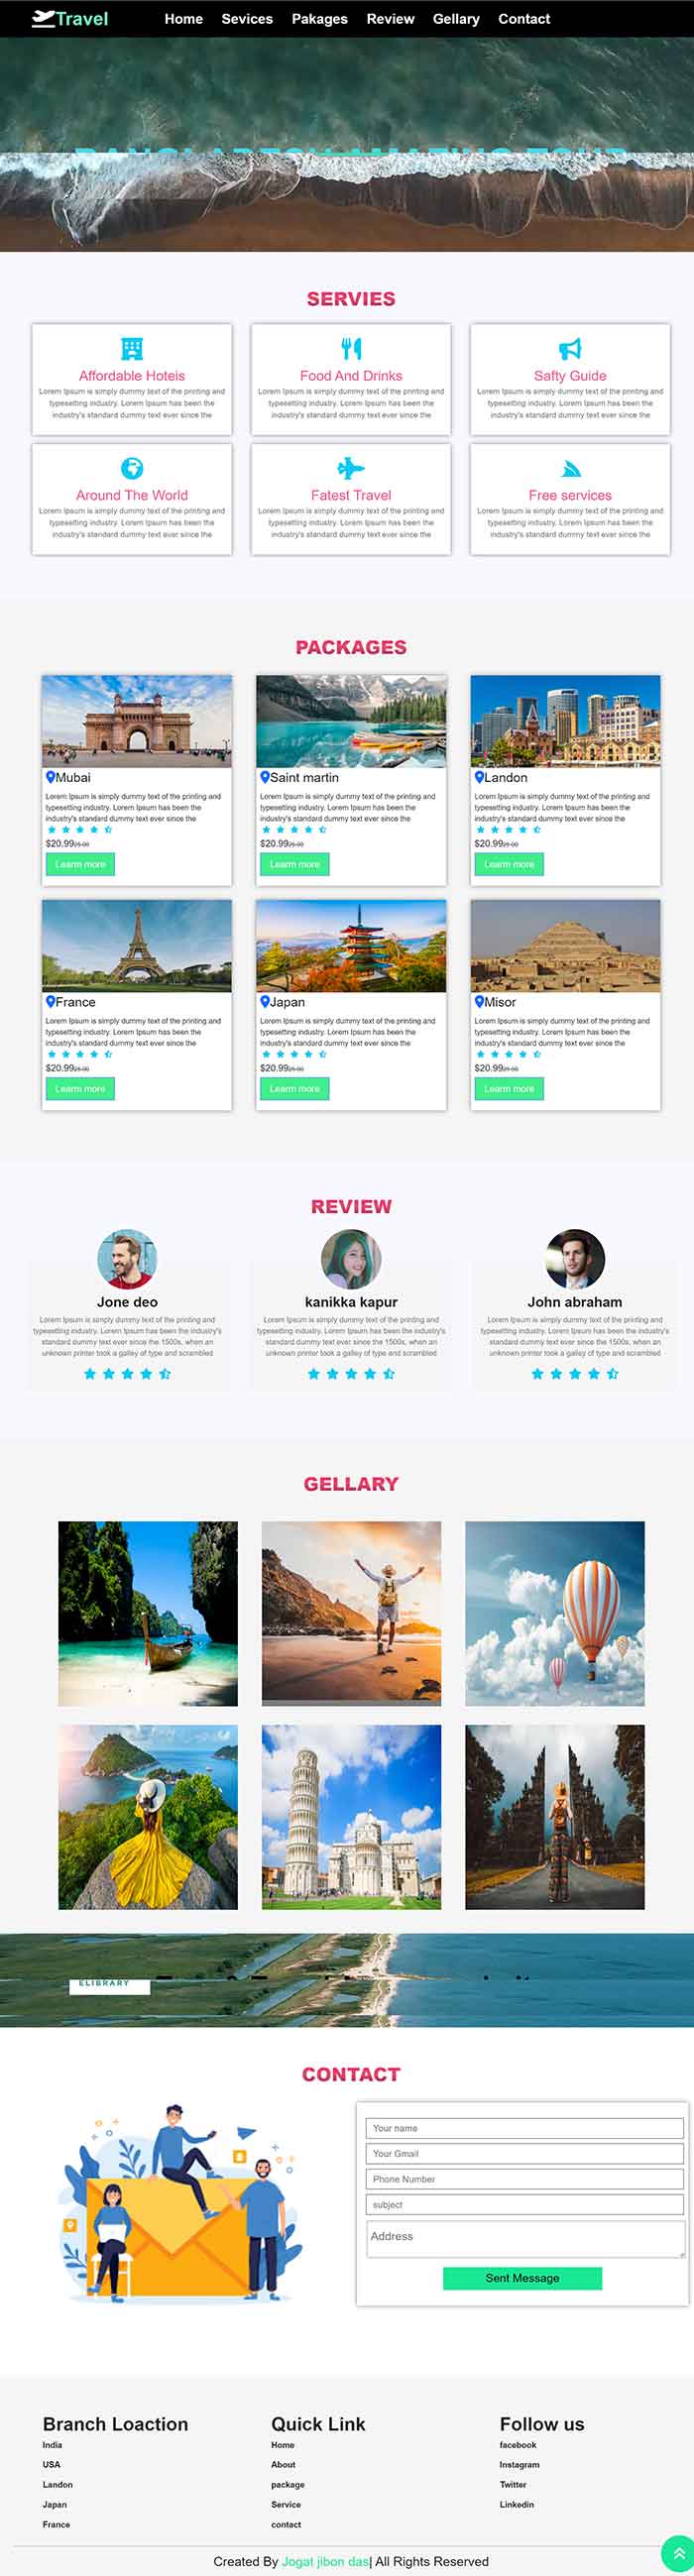 Travel Home Sevices Pakages Review Gellary Contact
SERVIES
Affordable Hoteis
Lorem Ipsum is simply dummy text of the printing and
typesetting industry. Lorem Ipsum has been the
industry's standard dummy text ever since the
Food And Drinks
Lorem Ipsum is simply dummy text of the printing and
typesetting industry. Lorem Ipsum has been the
industry's standard dummy text ever since the
Safty Guide
Lorem Ipsum is simply dummy text of the printing and
typesetting industry. Lorem Ipsum has been the
industry's standard dummy text ever since the
Around The World
Lorem Ipsum is simply dummy text of the printing and
typesetting industry. Lorem Ipsum has been the
industry's standard dummy text ever since the
Fatest Travel
Lorem Ipsum is simply dummy text of the printing and
typesetting industry. Lorem Ipsum has been the
industry's standard dummy text ever since the
Free services
Lorem Ipsum is simply dummy text of the printing and
typesetting industry. Lorem Ipsum has been the
industry's standard dummy text ever since the
PACKAGES
Mubai
Lorem Ipsum is simply dummy text of the printing and
typesetting industry. Lorem Ipsum has been the
industry's standard dummy text ever since the
$20.99 25.00
Learm more
Saint martin
Lorem Ipsum is simply dummy text of the printing and
typesetting industry. Lorem Ipsum has been the
industry's standard dummy text ever since the
$20.99 25.00
Learm more
Landon
Lorem Ipsum is simply dummy text of the printing and
typesetting industry. Lorem Ipsum has been the
industry's standard dummy text ever since the
$20.99 25.00
Learm more
France
Lorem Ipsum is simply dummy text of the printing and
typesetting industry. Lorem Ipsum has been the
industry's standard dummy text ever since the
$20.99 25.00
Learm more
Japan
Lorem Ipsum is simply dummy text of the printing and
typesetting industry. Lorem Ipsum has been the
industry's standard dummy text ever since the
$20.99 25.00
Learm more
Misor
Lorem Ipsum is simply dummy text of the printing and
typesetting industry. Lorem Ipsum has been the
industry's standard dummy text ever since the
$20.99 25.00
Learm more
REVIEW
Jone deo
Lorem Ipsum is simply dummy text of the printing and
typesetting industry. Lorem Ipsum has been the industry's
standard dummy text ever since the 1500s, when an
unknown printer took a galley of type and scrambled
kanikka kapur
Lorem Ipsum is simply dummy text of the printing and
typesetting industry. Lorem Ipsum has been the industry's
standard dummy text ever since the 1500s, when an
unknown printer took a galley of type and scrambled
John abraham
Lorem Ipsum is simply dummy text of the printing and
typesetting industry. Lorem Ipsum has been the industry's
standard dummy text ever since the 1500s, when an
unknown printer took a galley of type and scrambled
GELLARY
ELIBRARY
CONTACT
Your name
Your Gmail
Phone Number
subject
Address
Sent Message
Branch Loaction
India
USA
Landon
Japan
France
Quick Link
Home
About
package
Service
contact
Follow us
facebook
Instagram
Twitter
Linkedin
Created By Jogat jibon das| All Rights Reserved